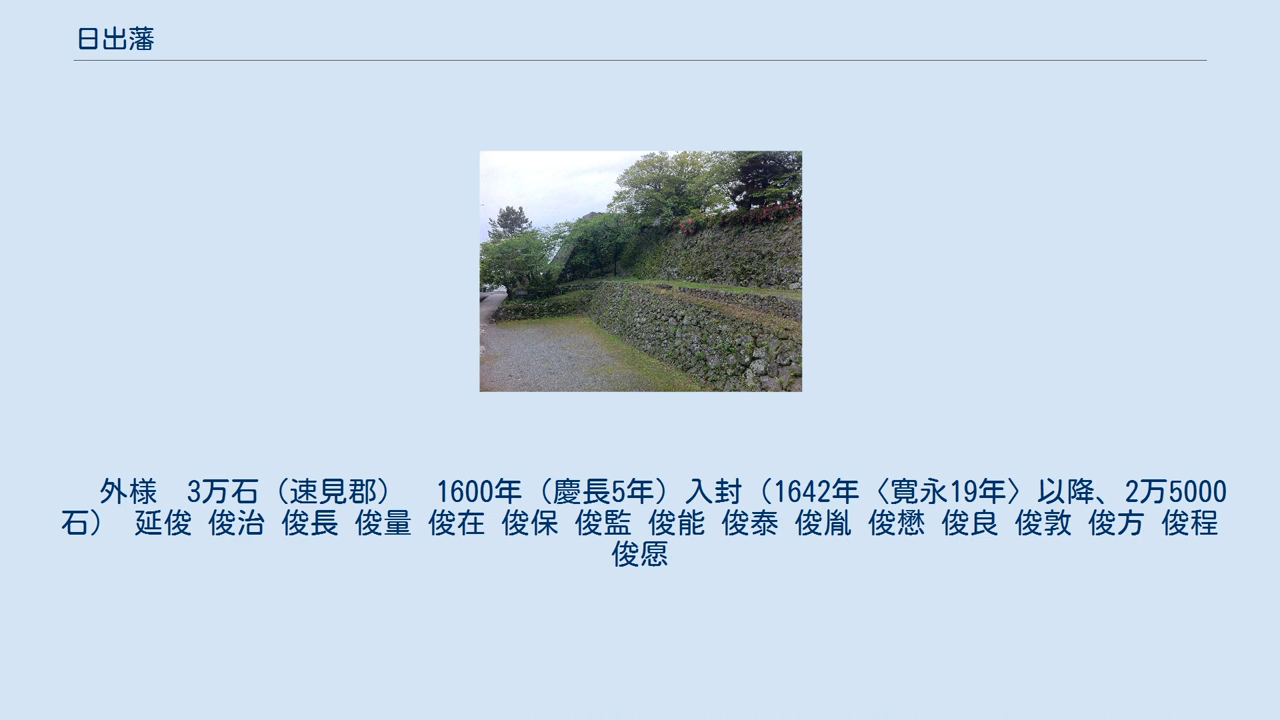 日出藩
外様　3万石（速見郡）　1600年（慶長5年）入封（1642年〈寛永19年〉以降、2万5000
石）　延俊 俊治 俊長 俊量 俊在 俊保 俊監 俊能 俊泰 俊胤 俊懋 俊良 俊敦 俊方 俊程
俊愿